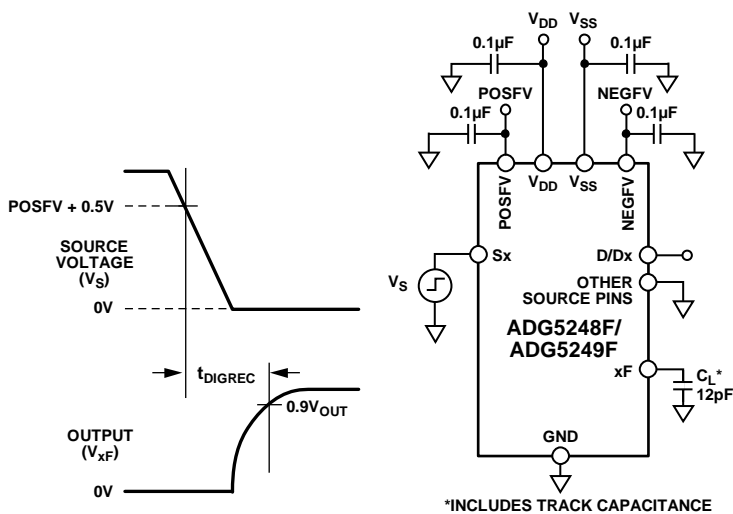 VDD
VSS
0.1µF
0.1µF
POSFV
NEGFV
0.1µF
0.1µF
POSFV
VDD
VSS
NEGFV
POSFV + 0.5V
SOURCE
VOLTAGE
(VS)
0V
tDIGREC
0.9VOUT
OUTPUT
(VxF)
0V
VS
Sx
D/Dx
OTHER
SOURCE PINS
ADG5248F/
ADG5249F
xF
CL*
12pF
GND
*INCLUDES TRACK CAPACITANCE